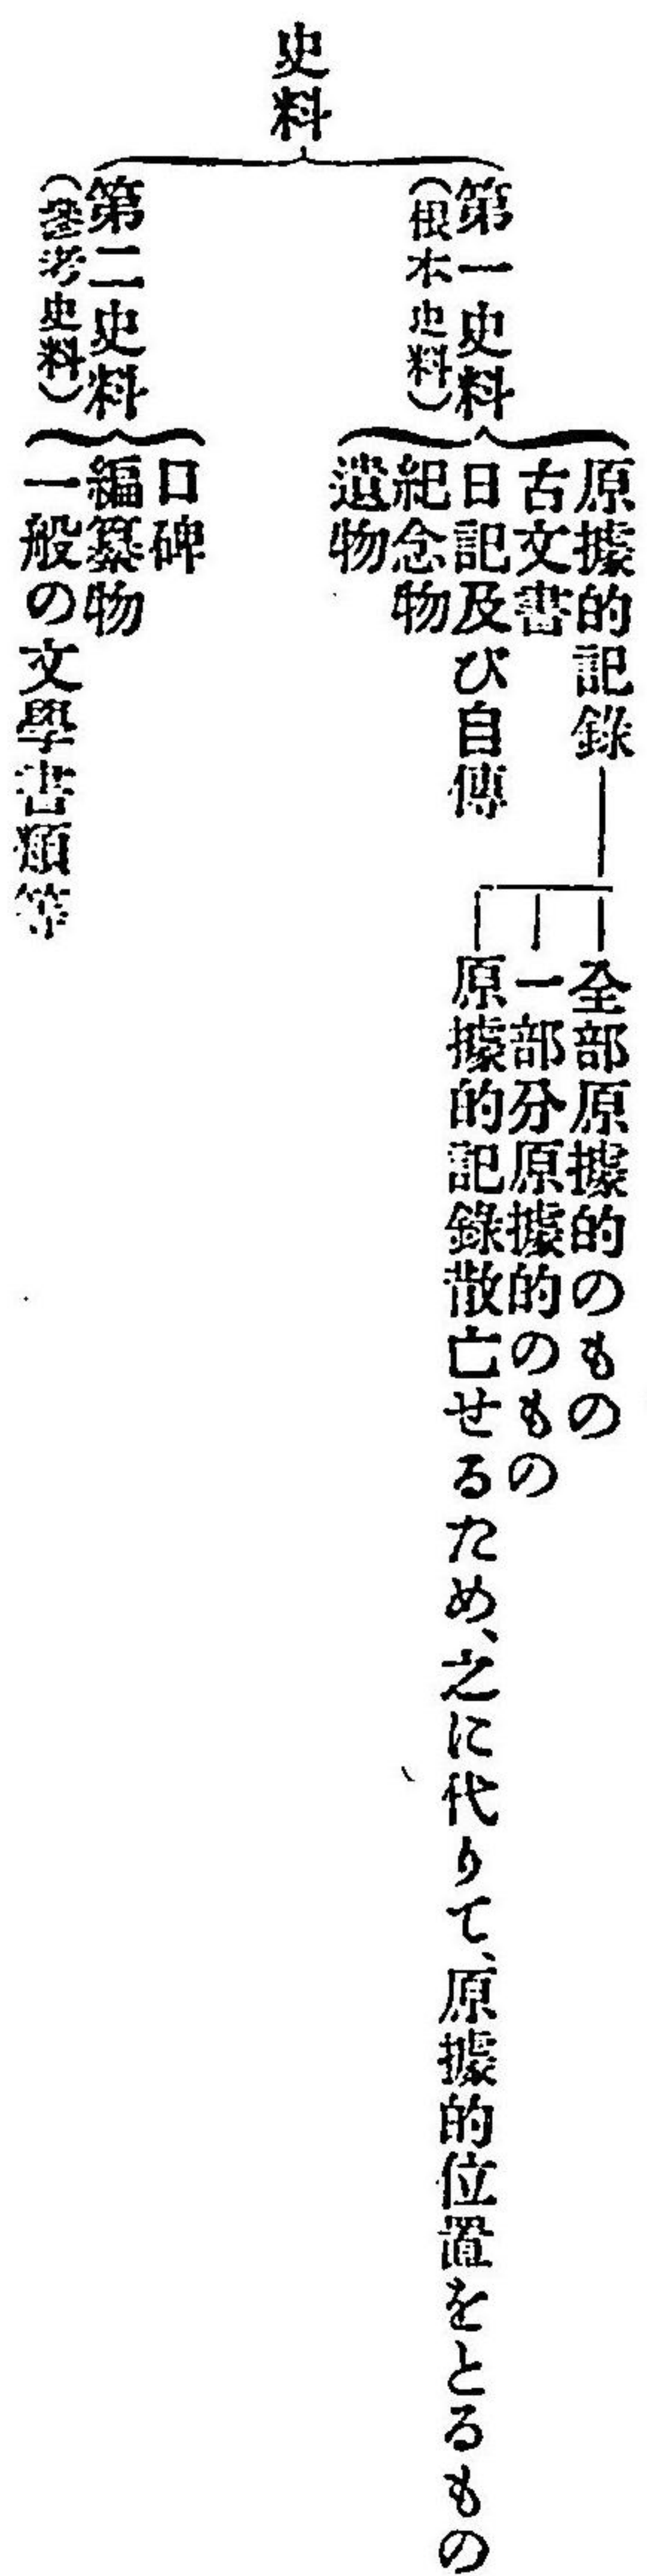 史料
第一史料
（根本史料）
原據的記錄
全部原據的のもの
一部分原據的のもの
原據的記錄散亡せるため、之に代りて、原據的位置をとるもの
古文書
日記及び自傳
紀念物
遺物
第二史料
（參考史料）
口碑
編纂物
一般の文學書類等